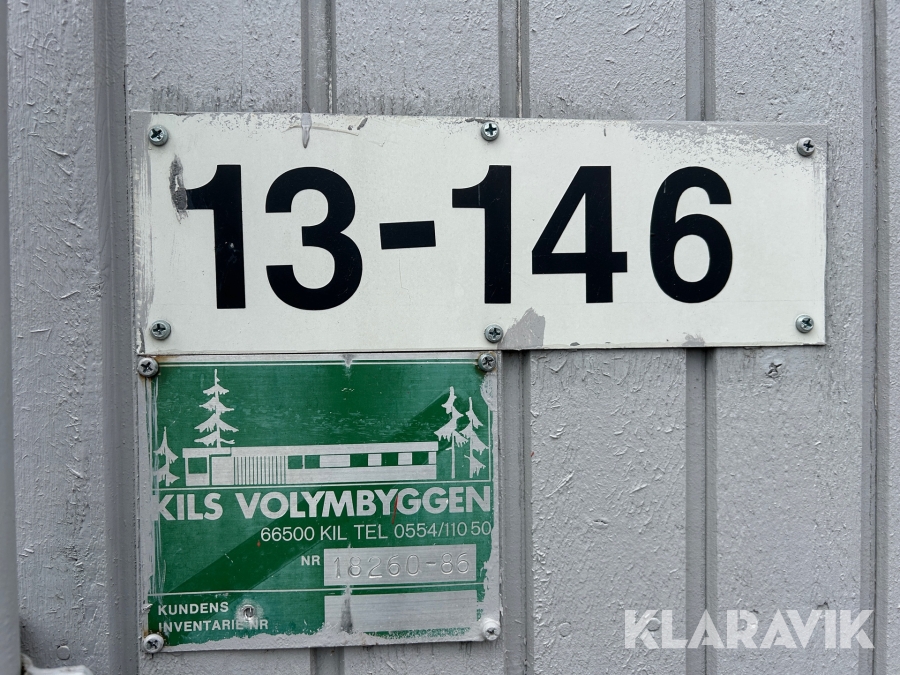 13-146
KILS VOLYMBYGGEN
66500 KIL TEL 0554/110 50
NR 18260-86
KUNDENS
INVENTARIE NR
KLARAVIK